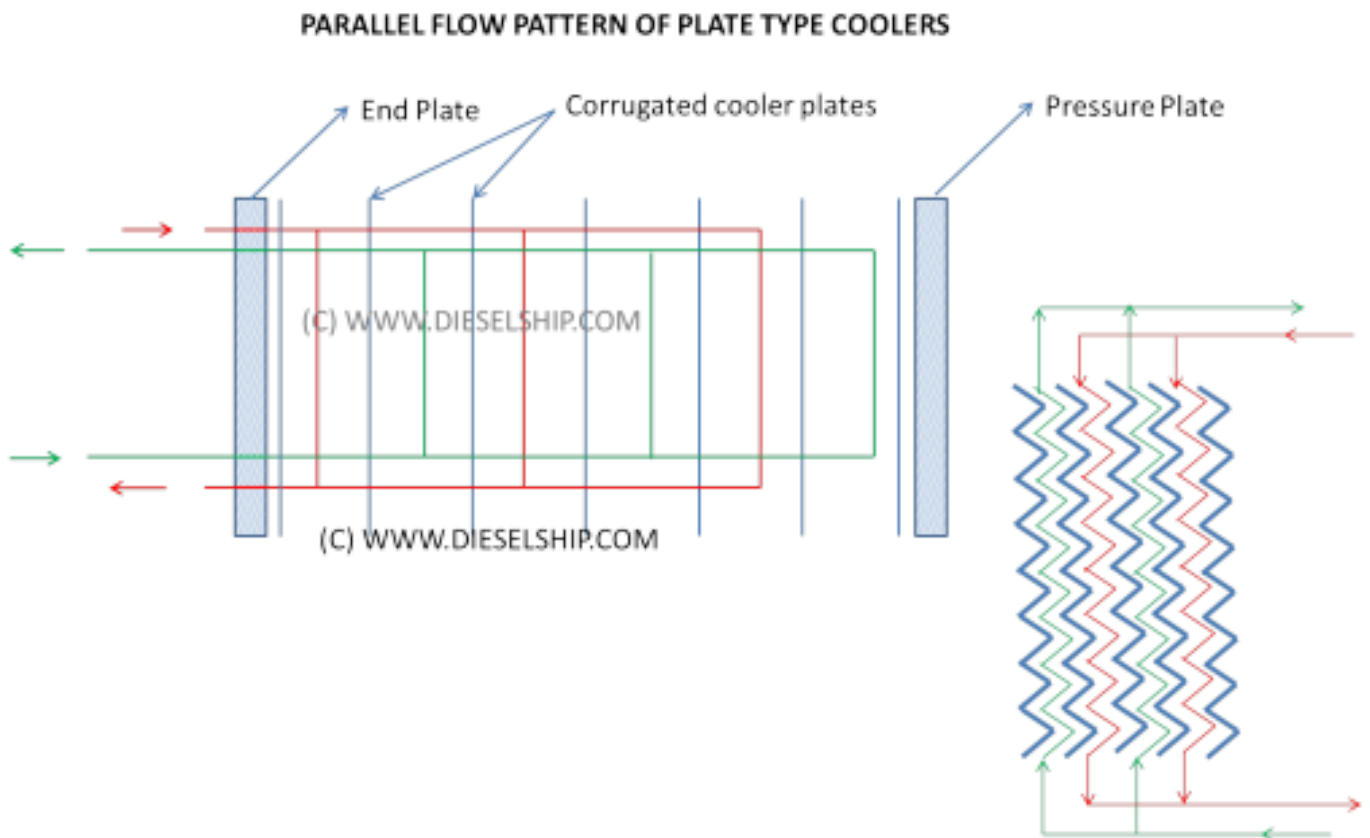 PARALLEL FLOW PATTERN OF PLATE TYPE COOLERS
End Plate
Corrugated cooler plates
Pressure Plate
(C) WWW.DIESELSHIP.COM
(C) WWW.DIESELSHIP.COM